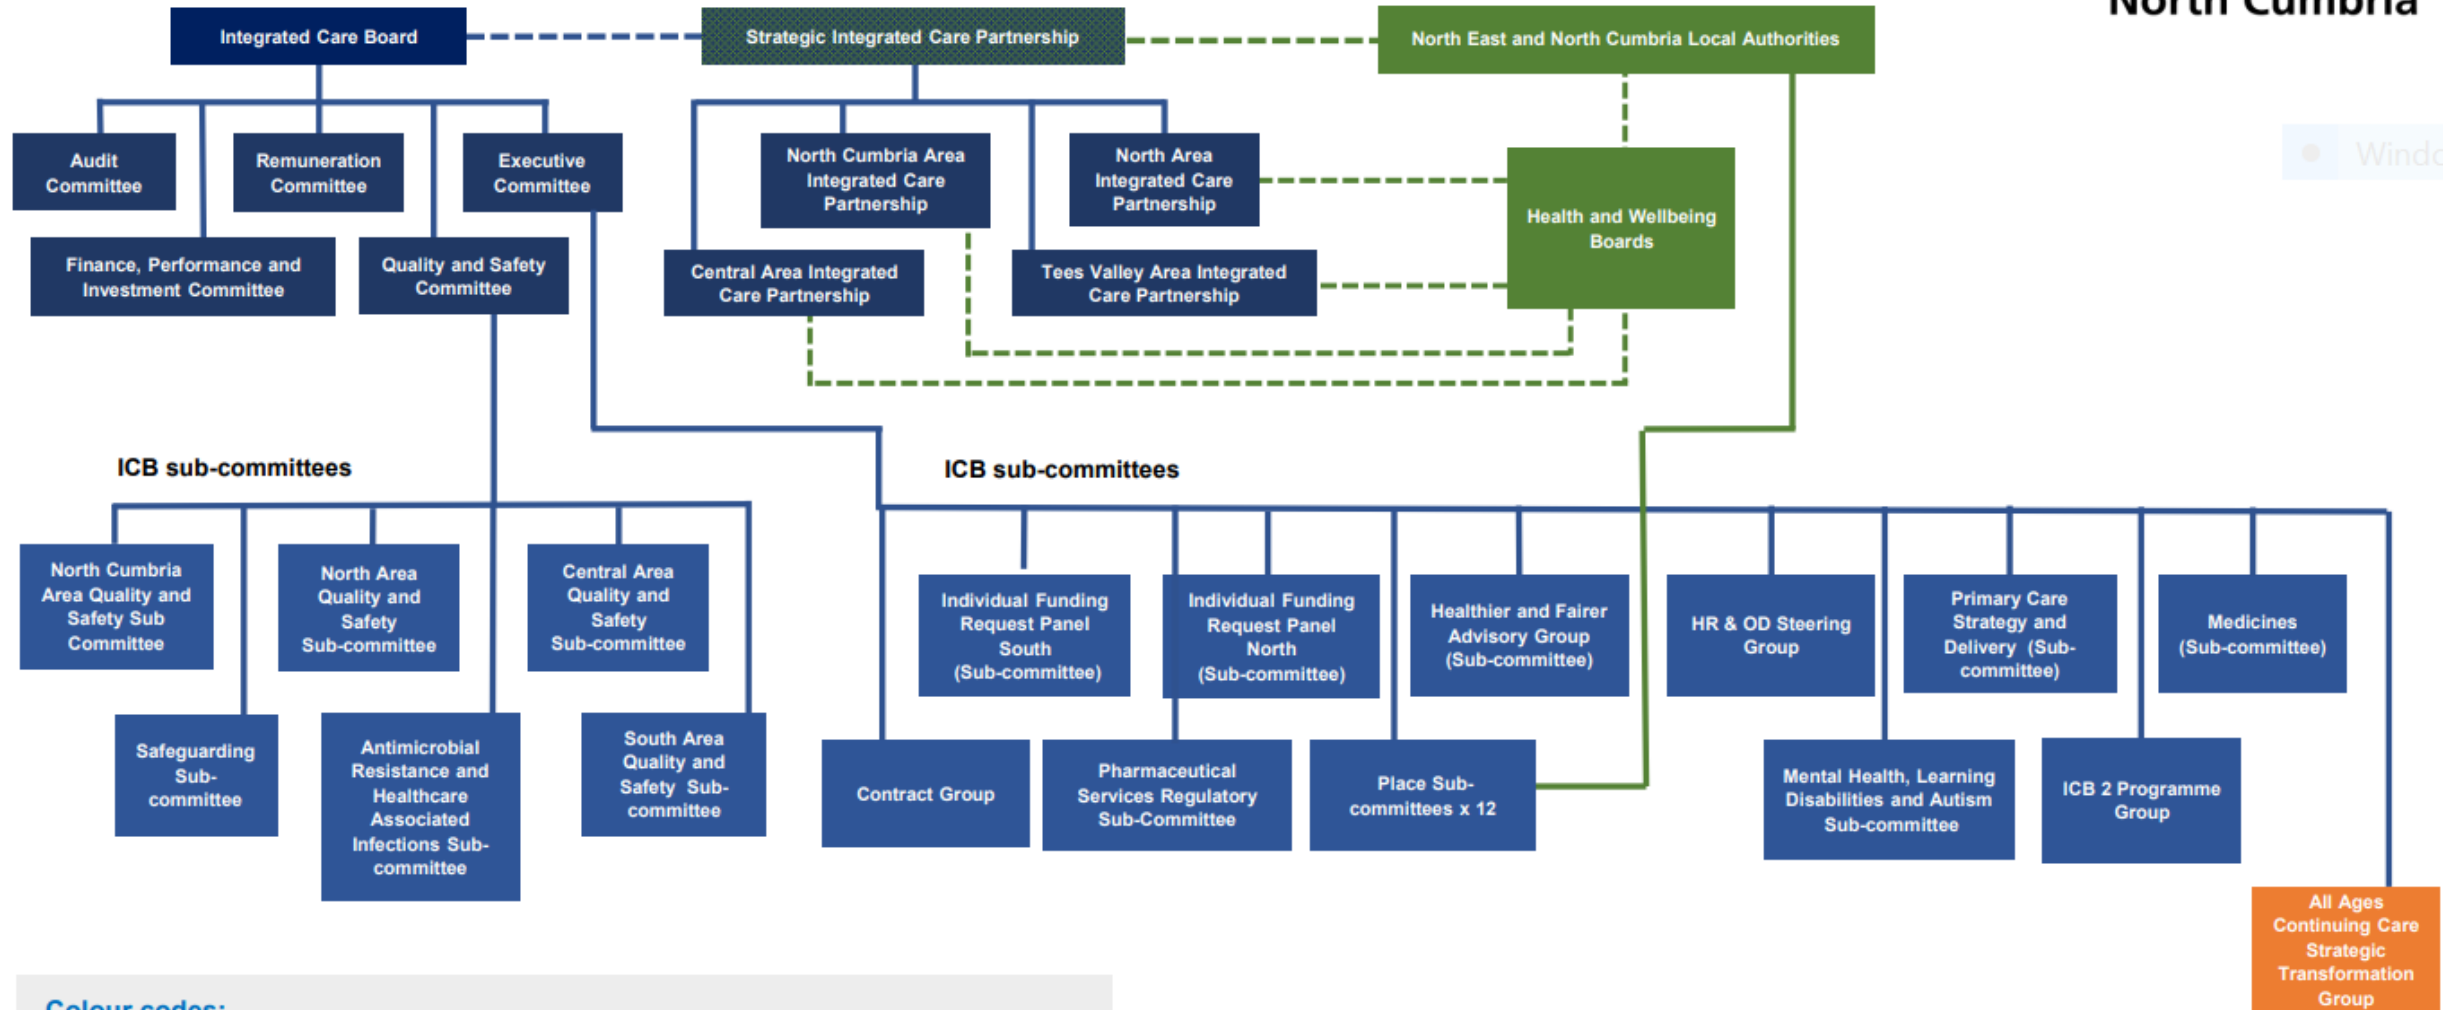 North Cumbria
Integrated Care Board
Strategic Integrated Care Partnership
North East and North Cumbria Local Authorities
Audit
Committee
Remuneration
Committee
Executive
Committee
North Cumbria Area
Integrated Care
Partnership
North Area
Integrated Care
Partnership
Health and Wellbeing
Boards
Finance, Performance and
Investment Committee
Quality and Safety
Committee
Central Area Integrated
Care Partnership
Tees Valley Area Integrated
Care Partnership
ICB sub-committees
ICB sub-committees
North Cumbria
Area Quality and
Safety Sub
Committee
North Area
Quality and
Safety
Sub-committee
Central Area
Quality and
Safety
Sub-committee
Individual Funding
Request Panel
South
(Sub-committee)
Individual Funding
Request Panel
North
(Sub-committee)
Healthier and Fairer
Advisory Group
(Sub-committee)
HR & OD Steering
Group
Primary Care
Strategy and
Delivery (Sub-
committee)
Medicines
(Sub-committee)
Safeguarding
Sub-
committee
Antimicrobial
Resistance and
Healthcare
Associated
Infections Sub-
committee
South Area
Quality and
Safety Sub-
committee
Contract Group
Pharmaceutical
Services Regulatory
Sub-Committee
Place Sub-
committees x 12
Mental Health, Learning
Disabilities and Autism
Sub-committee
ICB 2 Programme
Group
All Ages
Continuing Care
Strategic
Transformation
Group
Colour codes: